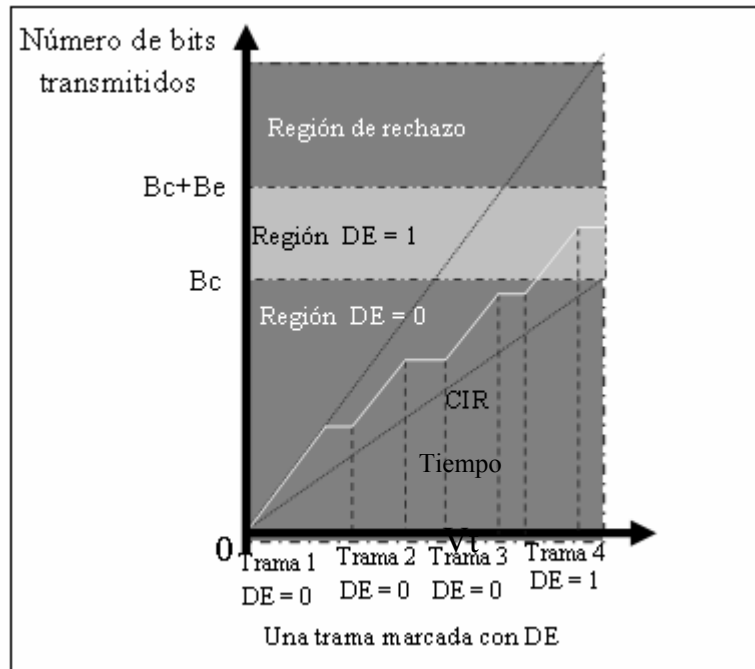 Número de bits
transmitidos
Región de rechazo
Bc+Be
Región DE = 1
Bc
Región DE = 0
CIR
Tiempo
0
Vt
Trama 1
DE = 0
Trama 2
DE = 0
Trama 3
DE = 0
Trama 4
DE = 1
Una trama marcada con DE